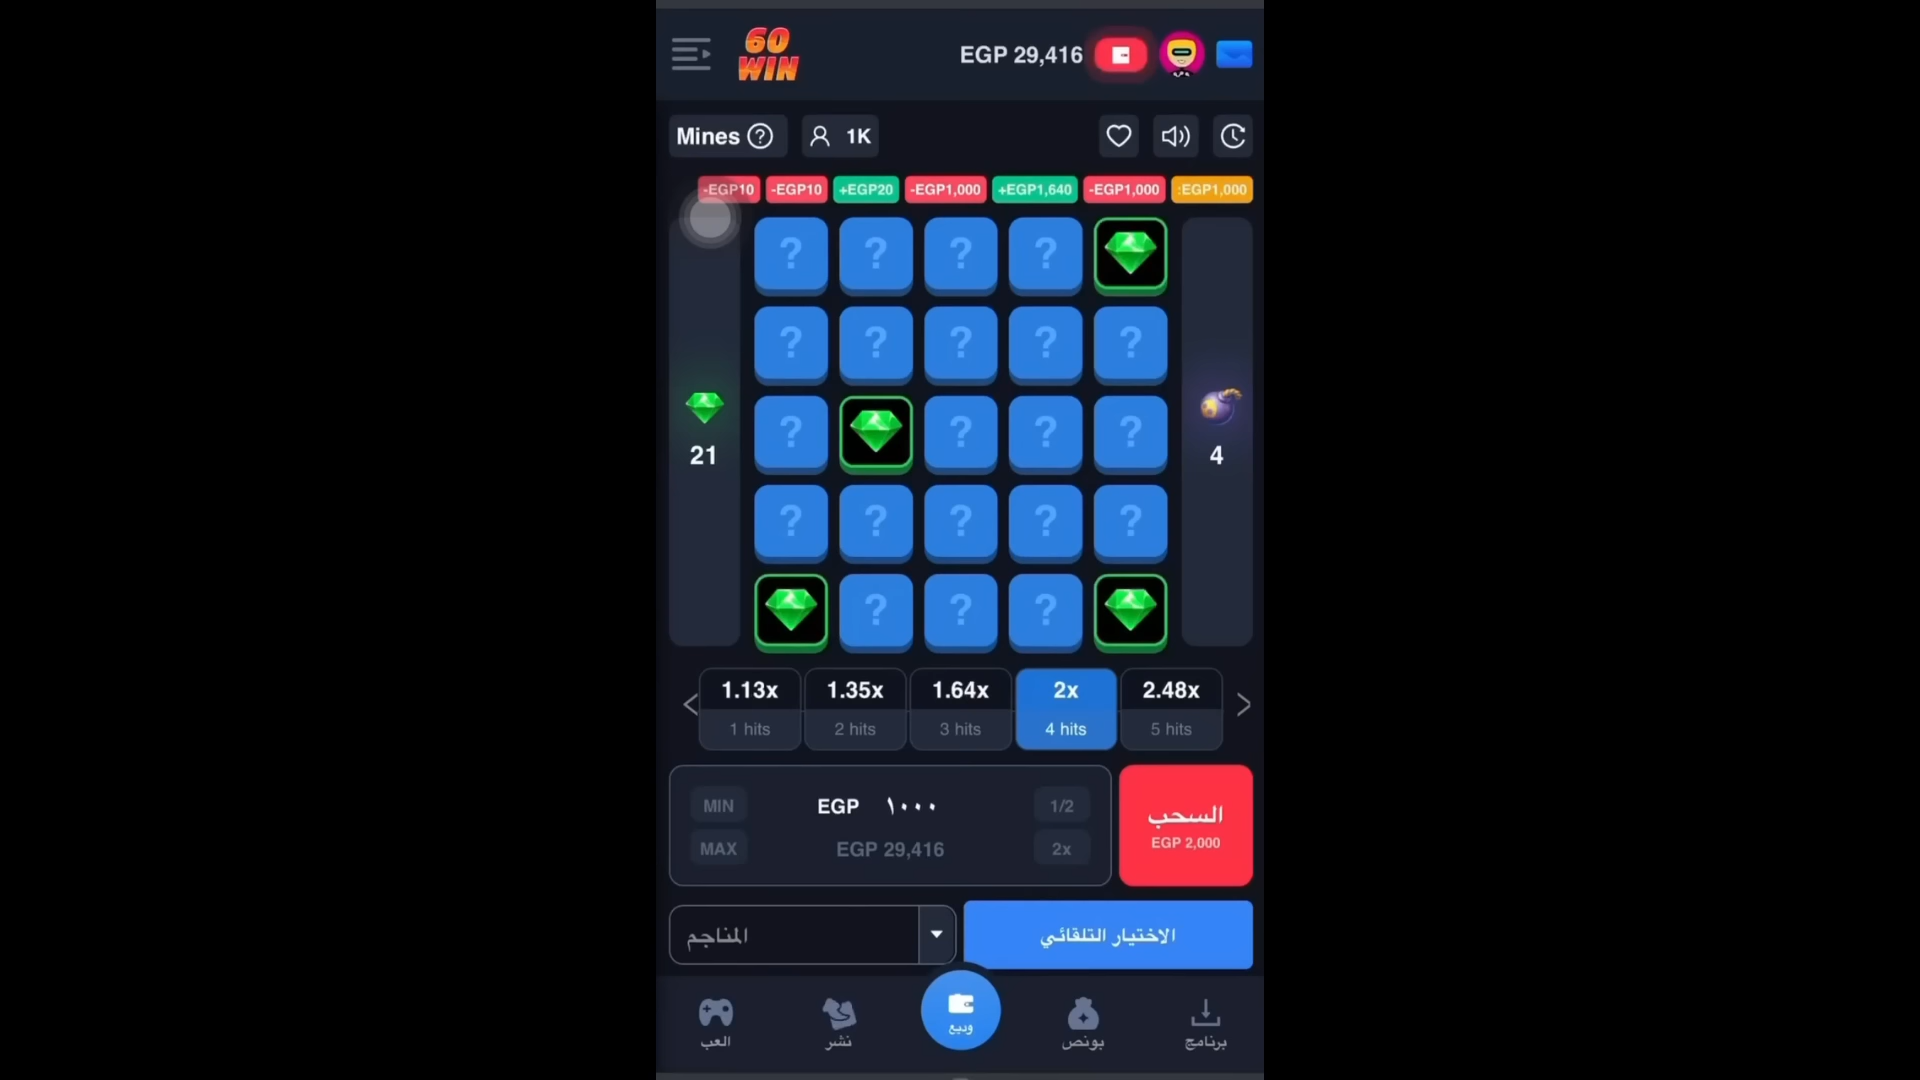 60
WIN
EGP 29,416
Mines ?
1K
-EGP10 -EGP10 +EGP20 -EGP1,000 +EGP1,640 -EGP1,000 :EGP1,000
? ? ? ?
? ? ? ? ?
? ? ? ?
21
4
? ? ? ? ?
? ? ?
1.13x 1.35x 1.64x 2x 2.48x
1 hits 2 hits 3 hits 4 hits 5 hits
MIN EGP ١٠٠٠ 1/2
MAX EGP 29,416 2x
السحب
EGP 2,000
المناجم
الاختيار التلقائي
العب
نشر
وديع
بونص
برنامج